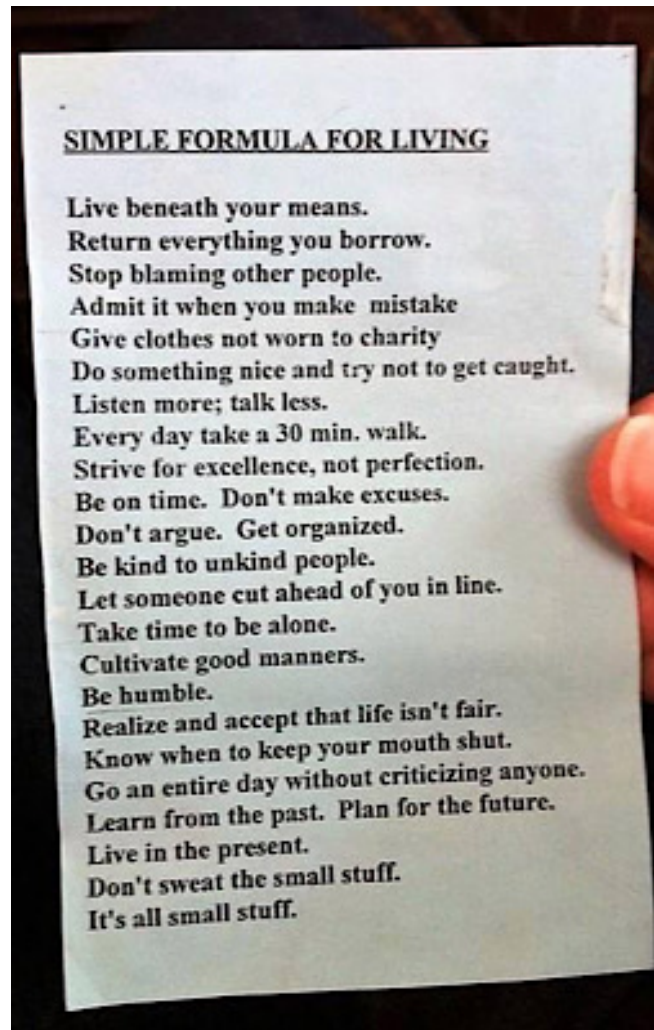 SIMPLE FORMULA FOR LIVING
Live beneath your means.
Return everything you borrow.
Stop blaming other people.
Admit it when you make mistake
Give clothes not worn to charity
Do something nice and try not to get caught.
Listen more; talk less.
Every day take a 30 min. walk.
Strive for excellence, not perfection.
Be on time. Don't make excuses.
Don't argue. Get organized.
Be kind to unkind people.
Let someone cut ahead of you in line.
Take time to be alone.
Cultivate good manners.
Be humble.
Realize and accept that life isn't fair.
Know when to keep your mouth shut.
Go an entire day without criticizing anyone.
Learn from the past. Plan for the future.
Live in the present.
Don't sweat the small stuff.
It's all small stuff.